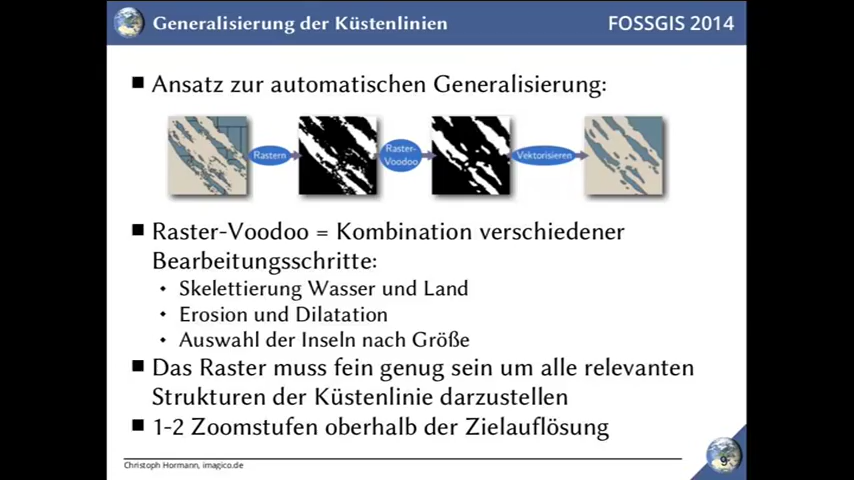 Generalisierung der Küstenlinien
FOSSGIS 2014
Ansatz zur automatischen Generalisierung:
Rastern
Raster-
Voodoo
Vektorisieren
Raster-Voodoo = Kombination verschiedener
Bearbeitungsschritte:
Skelettierung Wasser und Land
Erosion und Dilatation
Auswahl der Inseln nach Größe
Das Raster muss fein genug sein um alle relevanten
Strukturen der Küstenlinie darzustellen
1-2 Zoomstufen oberhalb der Zielauflösung
Christoph Hormann, imagico.de
9